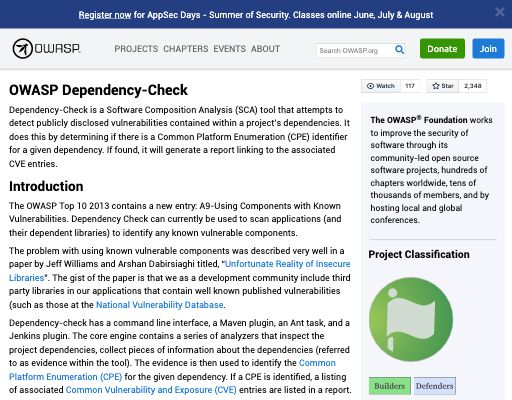 Register now for AppSec Days - Summer of Security. Classes online June, July & August
OWASP
PROJECTS CHAPTERS EVENTS ABOUT
Search OWASP.org
Donate
Join
OWASP Dependency-Check
Dependency-Check is a Software Composition Analysis (SCA) tool that attempts to
detect publicly disclosed vulnerabilities contained within a project's dependencies. It
does this by determining if there is a Common Platform Enumeration (CPE) identifier
for a given dependency. If found, it will generate a report linking to the associated
CVE entries.
Introduction
The OWASP Top 10 2013 contains a new entry: A9-Using Components with Known
Vulnerabilities. Dependency Check can currently be used to scan applications (and
their dependent libraries) to identify any known vulnerable components.
The problem with using known vulnerable components was described very well in a
paper by Jeff Williams and Arshan Dabirsiaghi titled, "Unfortunate Reality of Insecure
Libraries". The gist of the paper is that we as a development community include third
party libraries in our applications that contain well known published vulnerabilities
(such as those at the National Vulnerability Database.
Dependency-check has a command line interface, a Maven plugin, an Ant task, and a
Jenkins plugin. The core engine contains a series of analyzers that inspect the
project dependencies, collect pieces of information about the dependencies (referred
to as evidence within the tool). The evidence is then used to identify the Common
Platform Enumeration (CPE) for the given dependency. If a CPE is identified, a listing
of associated Common Vulnerability and Exposure (CVE) entries are listed in a report.
Watch 117 Star 2,348
The OWASP® Foundation works
to improve the security of
software through its
community-led open source
software projects, hundreds of
chapters worldwide, tens of
thousands of members, and by
hosting local and global
conferences.
Project Classification
Builders Defenders